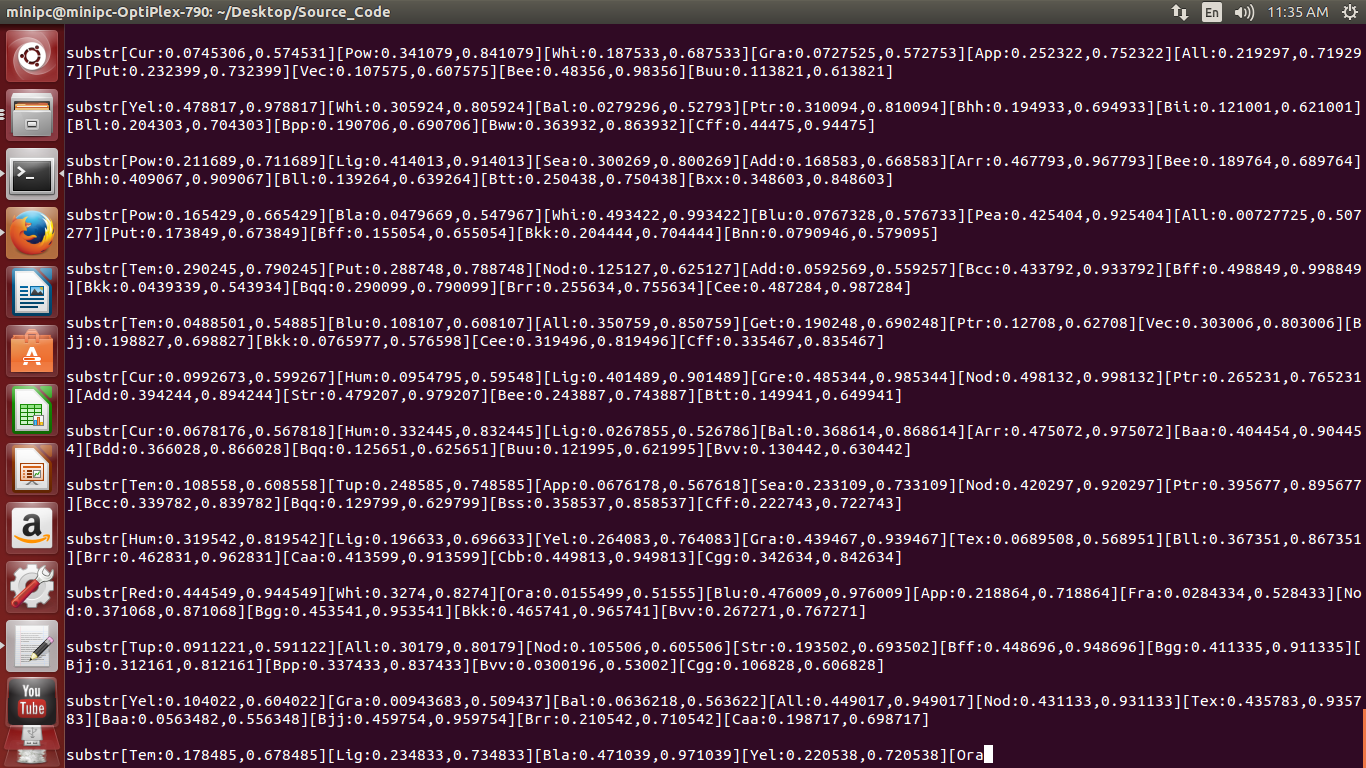 minipc@minipc-OptiPlex-790: ~/Desktop/Source_Code
En
11:35 AM
substr[Cur:0.0745306,0.574531][Pow:0.341079,0.841079][Whi:0.187533,0.687533][Gra:0.0727525,0.572753][App:0.252322,0.752322][All:0.219297,0.71929
7][Put:0.232399,0.732399][Vec:0.107575,0.607575][Bee:0.48356,0.98356][Buu:0.113821,0.613821]
substr[Yel:0.478817,0.978817][Whi:0.305924,0.805924][Bal:0.0279296,0.52793][Ptr:0.310094,0.810094][Bhh:0.194933,0.694933][Bii:0.121001,0.621001]
[Bll:0.204303,0.704303][Bpp:0.190706,0.690706][Bww:0.363932,0.863932][Cff:0.44475,0.94475]
substr[Pow:0.211689,0.711689][Lig:0.414013,0.914013][Sea:0.300269,0.800269][Add:0.168583,0.668583][Arr:0.467793,0.967793][Bee:0.189764,0.689764]
[Bhh:0.409067,0.909067][Bll:0.139264,0.639264][Btt:0.250438,0.750438][Bxx:0.348603,0.848603]
substr[Pow:0.165429,0.665429][Bla:0.0479669,0.547967][Whi:0.493422,0.993422][Blu:0.0767328,0.576733][Pea:0.425404,0.925404][All:0.00727725,0.507
277][Put:0.173849,0.673849][Bff:0.155054,0.655054][Bkk:0.204444,0.704444][Bnn:0.0790946,0.579095]
substr[Tem:0.290245,0.790245][Put:0.288748,0.788748][Nod:0.125127,0.625127][Add:0.0592569,0.559257][Bcc:0.433792,0.933792][Bff:0.498849,0.998849
][Bkk:0.0439339,0.543934][Bqq:0.290099,0.790099][Brr:0.255634,0.755634][Cee:0.487284,0.987284]
substr[Tem:0.0488501,0.54885][Blu:0.108107,0.608107][All:0.350759,0.850759][Get:0.190248,0.690248][Ptr:0.12708,0.62708][Vec:0.303006,0.803006][B
jj:0.198827,0.698827][Bkk:0.0765977,0.576598][Cee:0.319496,0.819496][Cff:0.335467,0.835467]
substr[Cur:0.0992673,0.599267][Hum:0.0954795,0.59548][Lig:0.401489,0.901489][Gre:0.485344,0.985344][Nod:0.498132,0.998132][Ptr:0.265231,0.765231
][Add:0.394244,0.894244][Str:0.479207,0.979207][Bee:0.243887,0.743887][Btt:0.149941,0.649941]
substr[Cur:0.0678176,0.567818][Hum:0.332445,0.832445][Lig:0.0267855,0.526786][Bal:0.368614,0.868614][Arr:0.475072,0.975072][Baa:0.404454,0.90445
4][Bdd:0.366028,0.866028][Bqq:0.125651,0.625651][Buu:0.121995,0.621995][Bvv:0.130442,0.630442]
substr[Tem:0.108558,0.608558][Tup:0.248585,0.748585][App:0.0676178,0.567618][Sea:0.233109,0.733109][Nod:0.420297,0.920297][Ptr:0.395677,0.895677
][Bcc:0.339782,0.839782][Bqq:0.129799,0.629799][Bss:0.358537,0.858537][Cff:0.222743,0.722743]
substr[Hum:0.319542,0.819542][Lig:0.196633,0.696633][Yel:0.264083,0.764083][Gra:0.439467,0.939467][Tex:0.0689508,0.568951][Bll:0.367351,0.867351
][Brr:0.462831,0.962831][Caa:0.413599,0.913599][Cbb:0.449813,0.949813][Cgg:0.342634,0.842634]
substr[Red:0.444549,0.944549][Whi:0.3274,0.8274][Ora:0.0155499,0.51555][Blu:0.476009,0.976009][App:0.218864,0.718864][Fra:0.0284334,0.528433][No
d:0.371068,0.871068][Bgg:0.453541,0.953541][Bkk:0.465741,0.965741][Bvv:0.267271,0.767271]
substr[Tup:0.0911221,0.591122][All:0.30179,0.80179][Nod:0.105506,0.605506][Str:0.193502,0.693502][Bff:0.448696,0.948696][Bgg:0.411335,0.911335][
Bjj:0.312161,0.812161][Bpp:0.337433,0.837433][Bvv:0.0300196,0.53002][Cgg:0.106828,0.606828]
substr[Yel:0.104022,0.604022][Gra:0.00943683,0.509437][Bal:0.0636218,0.563622][All:0.449017,0.949017][Nod:0.431133,0.931133][Tex:0.435783,0.9357
83][Baa:0.0563482,0.556348][Bjj:0.459754,0.959754][Brr:0.210542,0.710542][Caa:0.198717,0.698717]
substr[Tem:0.178485,0.678485][Lig:0.234833,0.734833][Bla:0.471039,0.971039][Yel:0.220538,0.720538][Ora
You
Tube